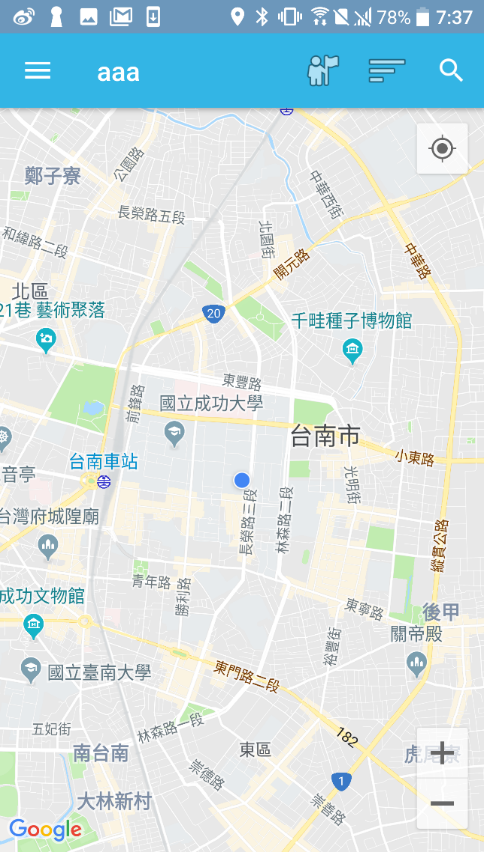 78% 7:37
aaa
鄭子寮
公園路
中華西街
長榮路五段
和緯路二段
北園街
中華路
開元路
北區
21巷 藝術聚落
20
千畦種子博物館
東豐路
前鋒路
國立成功大學
台南市
小東路
台南車站
音亭
光明街
長榮路三段
林森路二段
台灣府城隍廟
縱貫公路
青年路
勝利路
成功文物館
東寧路
後甲
關帝殿
裕豐街
國立臺南大學
東門路二段
五妃街
林森路一段
182
南台南
東區
虎尾寮
崇德路
1
大林新村
崇善路
Google